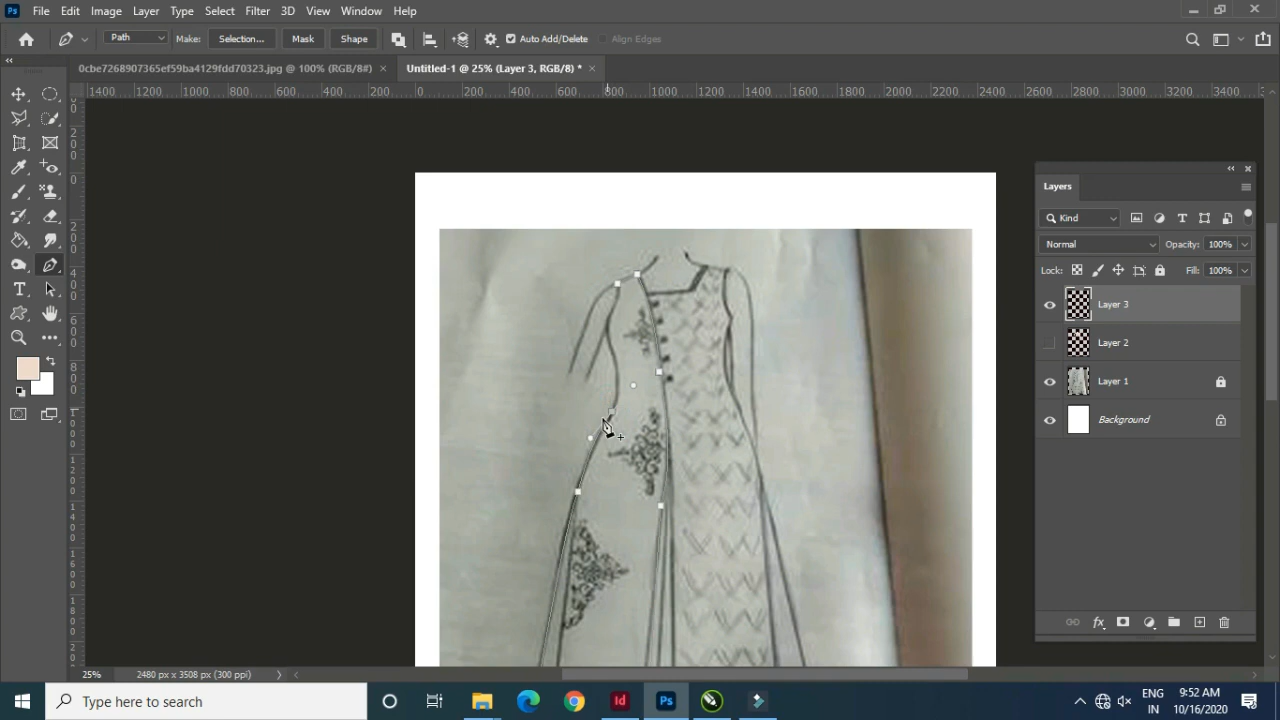 Ps File Edit Image Layer Type Select Filter 3D View Window Help
Path Make: Selection... Mask Shape Auto Add/Delete Align Edges
0cbe7268907365ef59ba4129fdd70323.jpg @ 100% (RGB/8#) × Untitled-1 @ 25% (Layer 3, RGB/8) * ×
1400 1200 1000 800 600 400 200 0 200 400 600 800 1000 1200 1400 1600 1800 2000 2200 2400 2600 2800 3000 3200 3400
Layers
Kind
Normal Opacity: 100%
Lock: Fill: 100%
Layer 3
Layer 2
Layer 1
Background
25% 2480 px x 3508 px (300 ppi)
Type here to search
Id Ps
ENG 9:52 AM
IN 10/16/2020